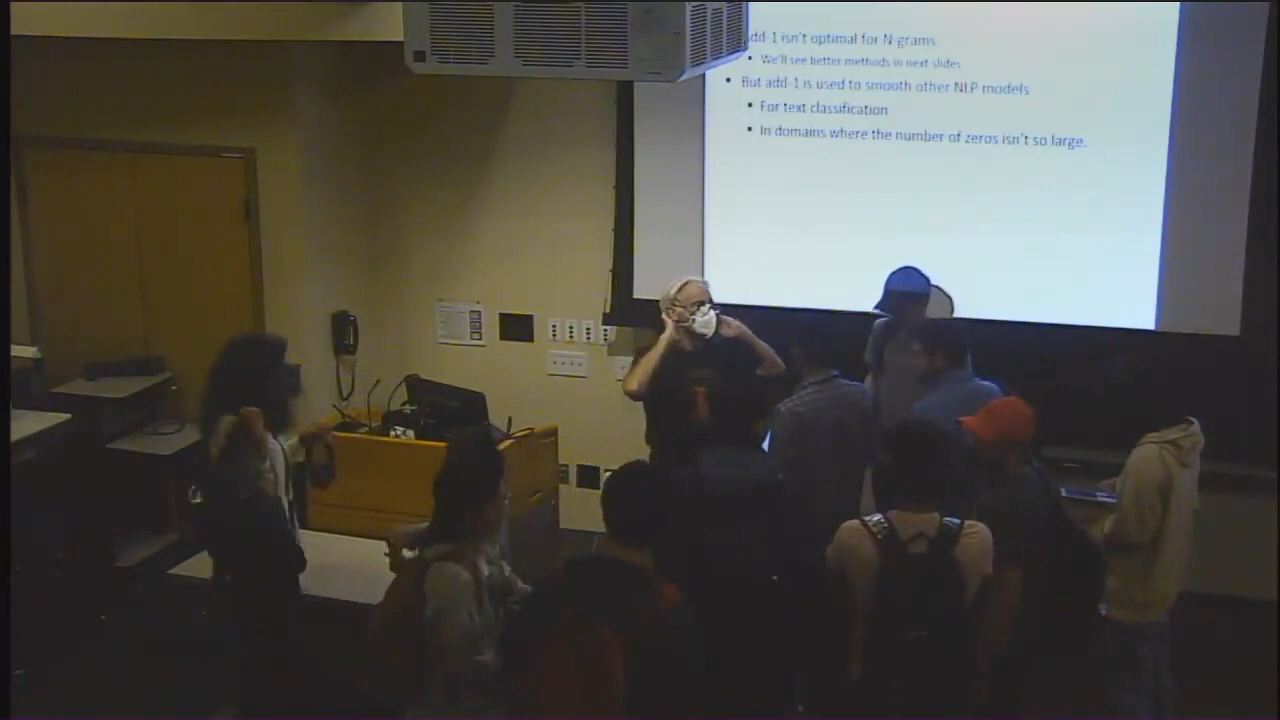 add-1 isn't optimal for N-grams
We'll see better methods in next slides
But add-1 is used to smooth other NLP models
For text classification
In domains where the number of zeros isn't so large.